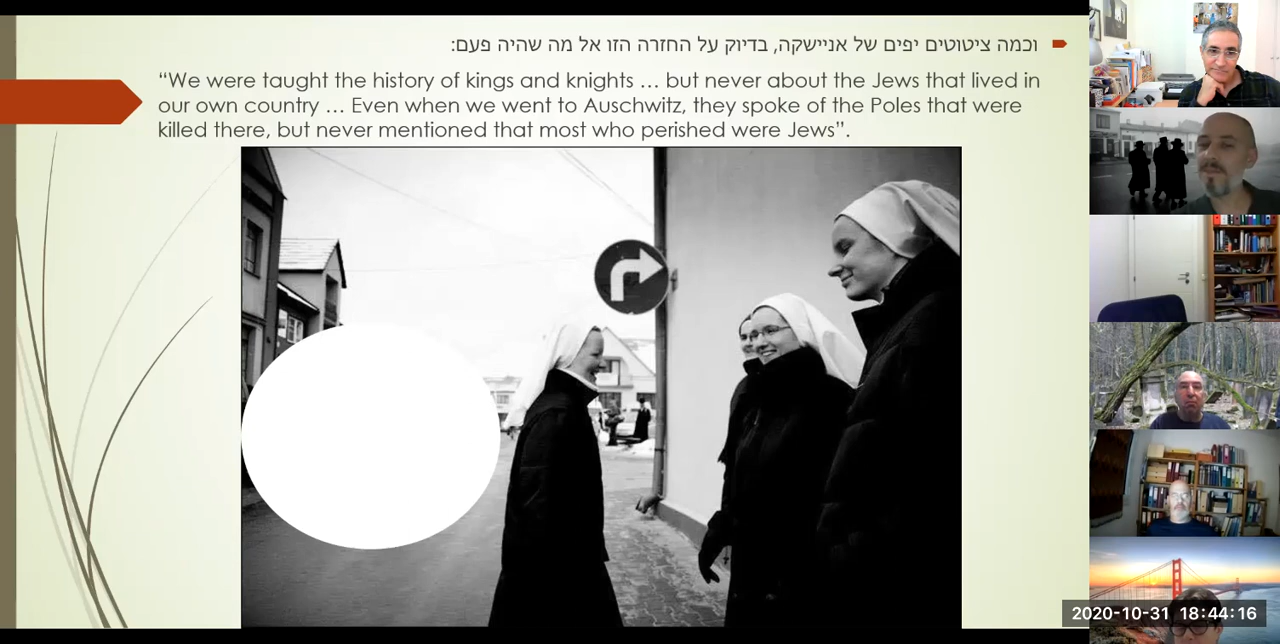 וכמה ציטוטים יפים של אניישקה, בדיוק על החזרה הזו אל מה שהיה פעם:
“We were taught the history of kings and knights … but never about the Jews that lived in
our own country … Even when we went to Auschwitz, they spoke of the Poles that were
killed there, but never mentioned that most who perished were Jews”.
2020-10-31 18:44:16